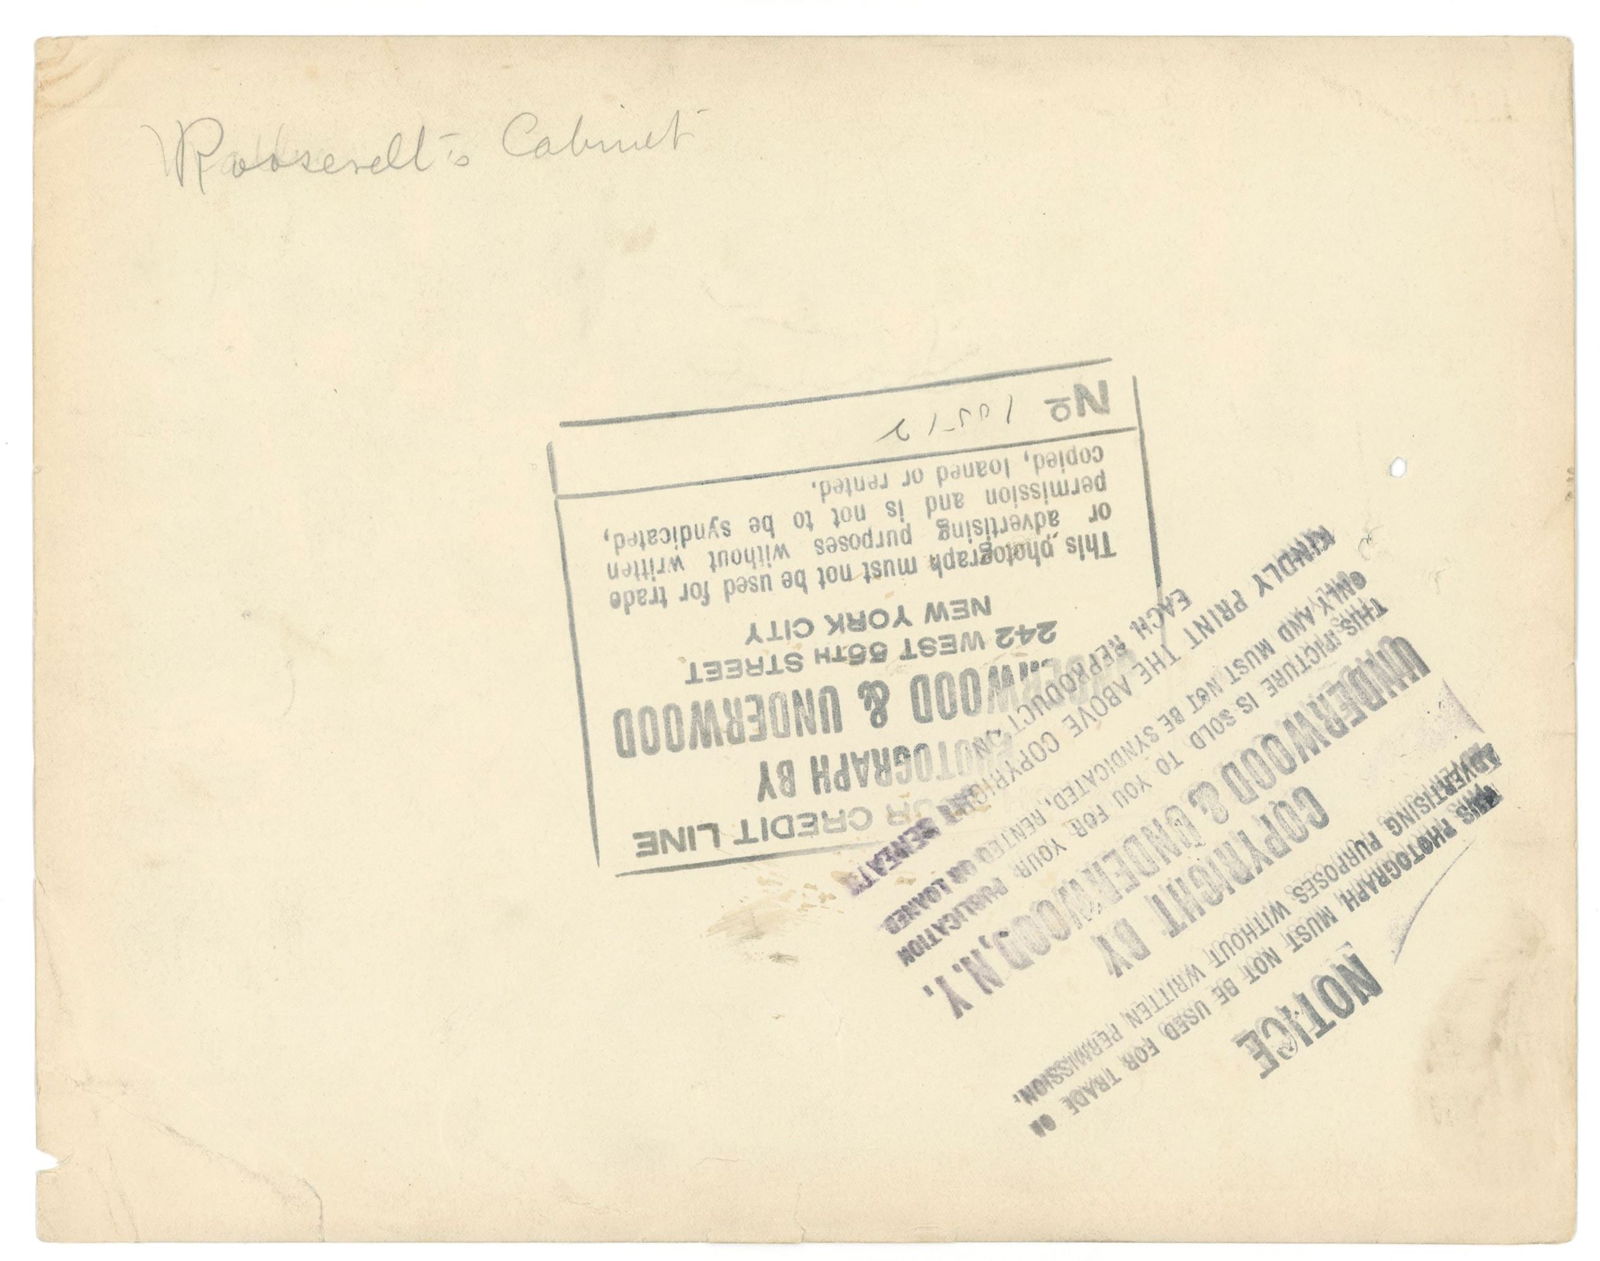 Roosevelt's Cabinet
YOUR CREDIT LINE
PHOTOGRAPH BY
UNDERWOOD & UNDERWOOD
242 WEST 55TH STREET
NEW YORK CITY
This photograph must not be used for trade
or advertising purposes without written
permission and is not to be syndicated,
copied, loaned or rented.
No
NOTICE
THIS PHOTOGRAPH MUST NOT BE USED FOR TRADE OR
ADVERTISING PURPOSES WITHOUT WRITTEN PERMISSION.
COPYRIGHT BY
UNDERWOOD & UNDERWOOD, N.Y.
THIS PICTURE IS SOLD TO YOU FOR YOUR PUBLICATION
ONLY AND MUST NOT BE SYNDICATED, RENTED OR LOANED
KINDLY PRINT THE ABOVE COPYRIGHT BENEATH
EACH REPRODUCTION